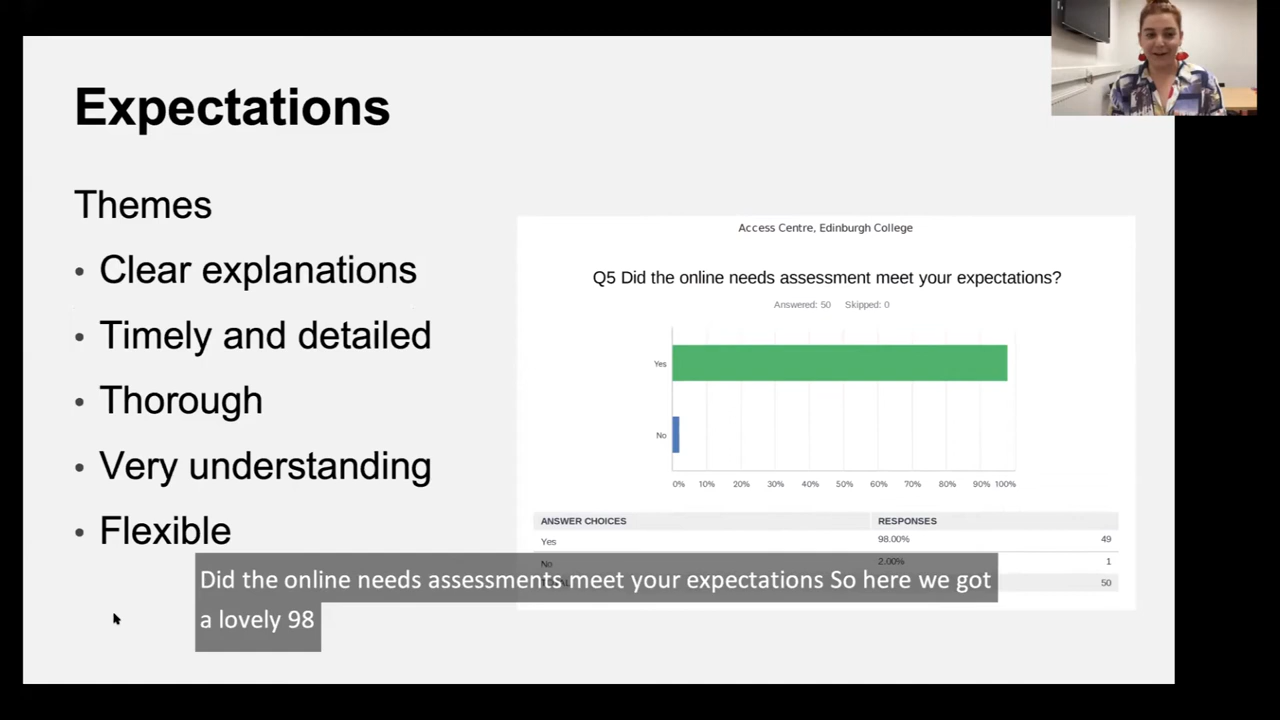 Expectations
Themes
• Clear explanations
• Timely and detailed
• Thorough
• Very understanding
• Flexible
Access Centre, Edinburgh College
Q5 Did the online needs assessment meet your expectations?
Answered: 50 Skipped: 0
Yes
No
0% 10% 20% 30% 40% 50% 60% 70% 80% 90% 100%
ANSWER CHOICES RESPONSES
Yes 98.00% 49
No 2.00% 1
50
Did the online needs assessments meet your expectations So here we got
a lovely 98